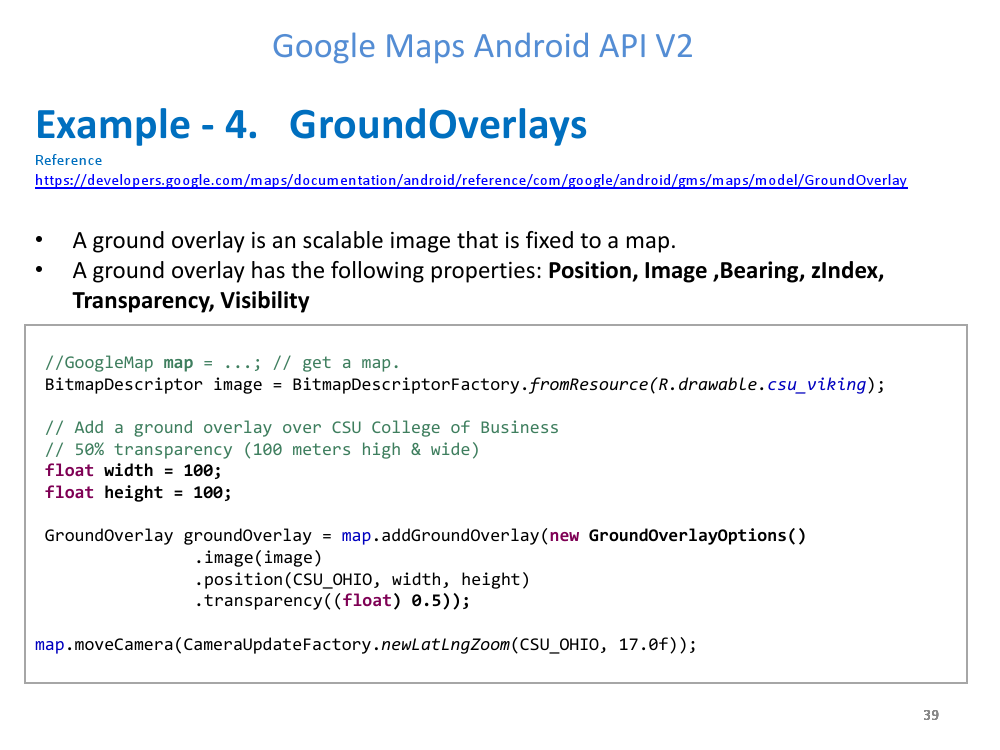 Google Maps Android API V2
Example - 4.   GroundOverlays
Reference
https://developers.google.com/maps/documentation/android/reference/com/google/android/gms/maps/model/GroundOverlay
• A ground overlay is an scalable image that is fixed to a map.
• A ground overlay has the following properties: Position, Image ,Bearing, zIndex,
Transparency, Visibility
//GoogleMap map = ...; // get a map.
BitmapDescriptor image = BitmapDescriptorFactory.fromResource(R.drawable.csu_viking);
// Add a ground overlay over CSU College of Business
// 50% transparency (100 meters high & wide)
float width = 100;
float height = 100;
GroundOverlay groundOverlay = map.addGroundOverlay(new GroundOverlayOptions()
.image(image)
.position(CSU_OHIO, width, height)
.transparency((float) 0.5));
map.moveCamera(CameraUpdateFactory.newLatLngZoom(CSU_OHIO, 17.0f));
39